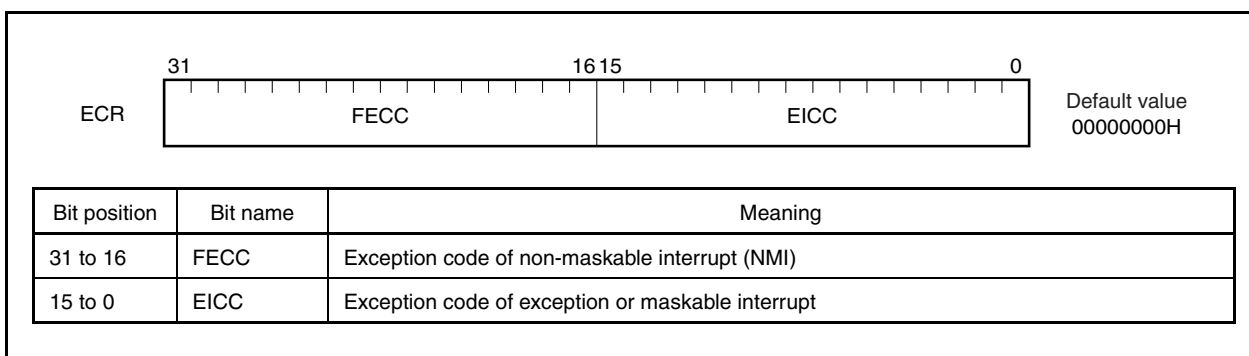 31 16 15 0
ECR FECC EICC Default value
00000000H
Bit position Bit name Meaning
31 to 16 FECC Exception code of non-maskable interrupt (NMI)
15 to 0 EICC Exception code of exception or maskable interrupt